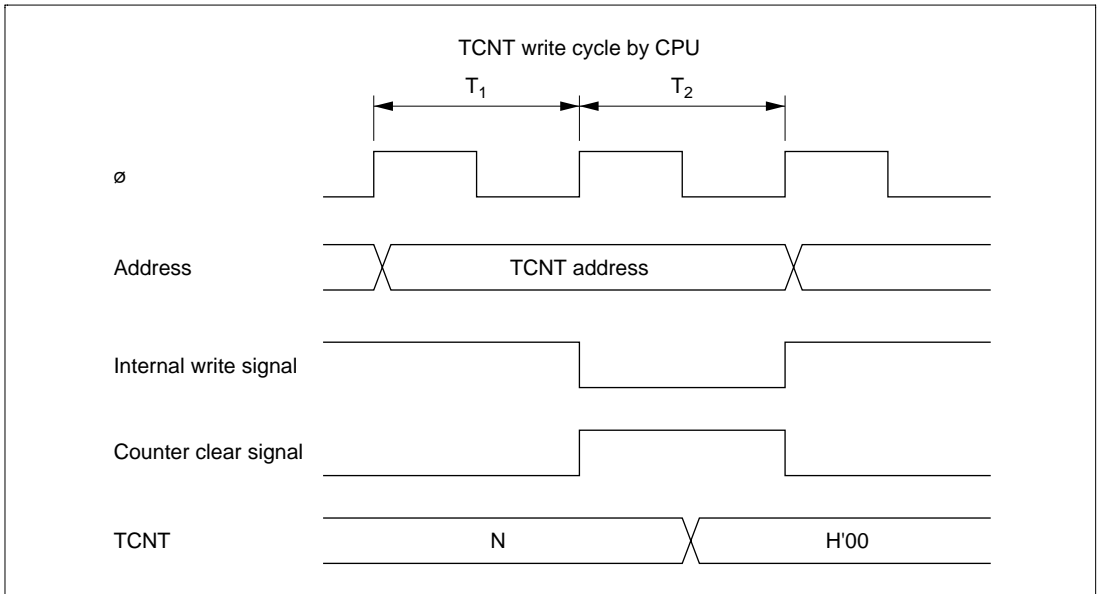 TCNT write cycle by CPU
T₁ T₂
ø
Address TCNT address
Internal write signal
Counter clear signal
TCNT N H'00